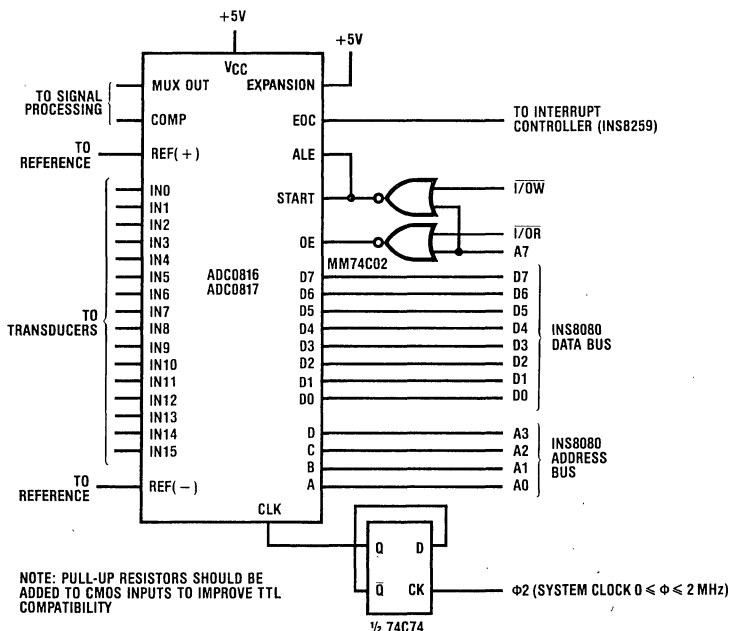 +5V
+5V
VCC
MUX OUT
EXPANSION
TO SIGNAL
PROCESSING
COMP
EOC
TO INTERRUPT
CONTROLLER (INS8259)
TO
REFERENCE
REF(+)
ALE
START
I/OW
IN0
IN1
IN2
IN3
IN4
IN5
IN6
IN7
IN8
IN9
IN10
IN11
IN12
IN13
IN14
IN15
TO
TRANSDUCERS
OE
I/OR
A7
MM74C02
ADC0816
ADC0817
D7
D6
D5
D4
D3
D2
D1
D0
D7
D6
D5
D4
D3
D2
D1
D0
INS8080
DATA BUS
D
C
B
A
A3
A2
A1
A0
INS8080
ADDRESS
BUS
TO
REFERENCE
REF(−)
CLK
Q
D
Q̅
CK
Φ2 (SYSTEM CLOCK 0 ⩽ Φ ⩽ 2 MHz)
½ 74C74
NOTE: PULL-UP RESISTORS SHOULD BE
ADDED TO CMOS INPUTS TO IMPROVE TTL
COMPATIBILITY